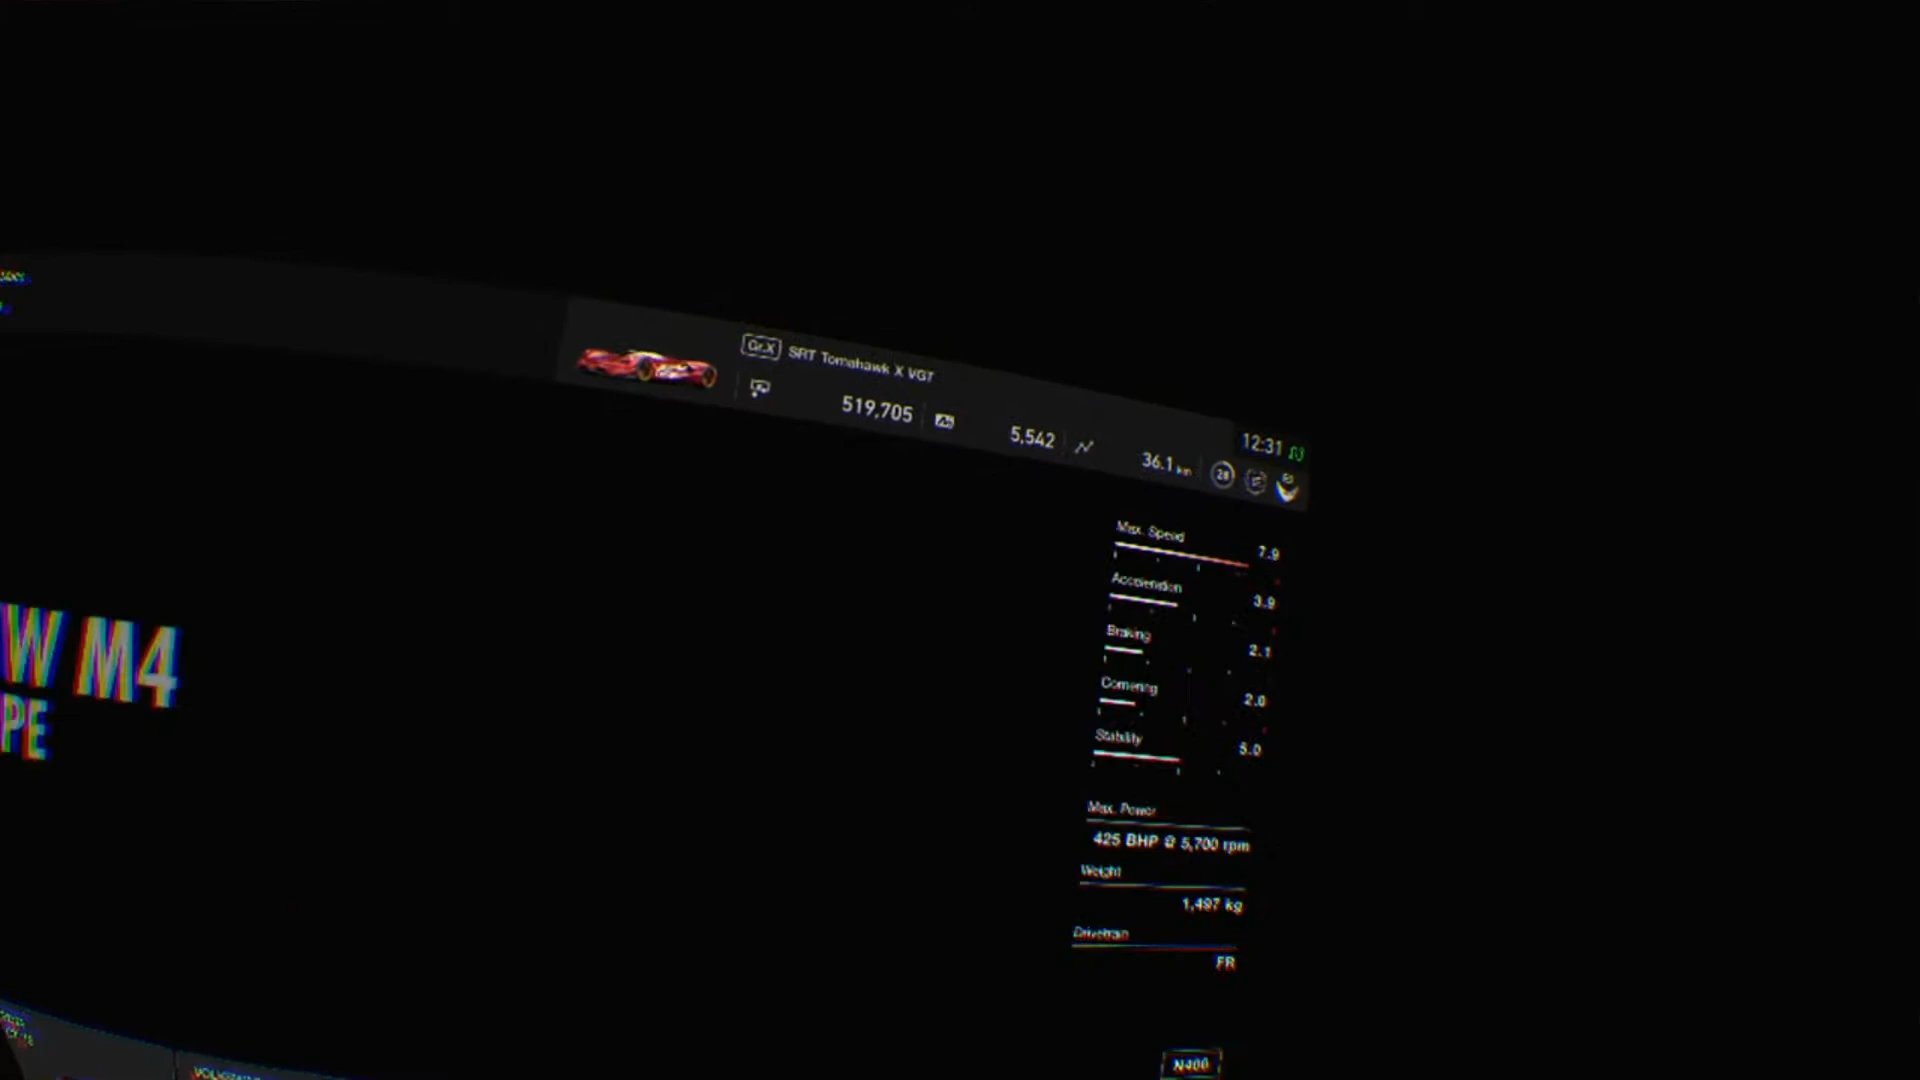 Gr.X SRT Tomahawk X VGT
519,705
5,542
36.1 km
12:31
28
W M4
PE
Max. Speed 7.9
Acceleration 3.9
Braking 2.1
Cornering 2.0
Stability 5.0
Max. Power
425 BHP @ 5,700 rpm
Weight
1,497 kg
Drivetrain
FR
N400